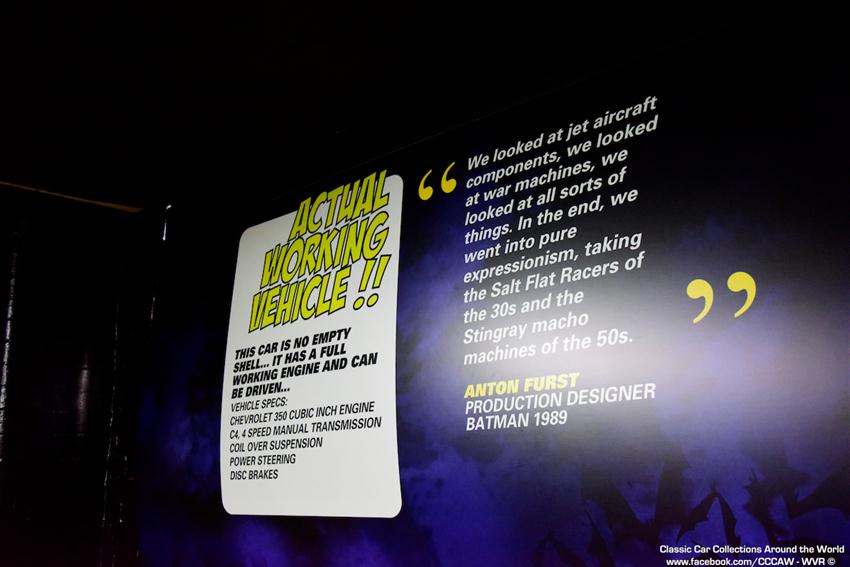 ACTUAL
WORKING
VEHICLE !!
THIS CAR IS NO EMPTY
SHELL... IT HAS A FULL
WORKING ENGINE AND CAN
BE DRIVEN...
VEHICLE SPECS:
CHEVROLET 350 CUBIC INCH ENGINE
C4, 4 SPEED MANUAL TRANSMISSION
COIL OVER SUSPENSION
POWER STEERING
DISC BRAKES
“ We looked at jet aircraft
components, we looked
at war machines, we
looked at all sorts of
things. In the end, we
went into pure
expressionism, taking
the Salt Flat Racers of
the 30s and the
Stingray macho
machines of the 50s. ”
ANTON FURST
PRODUCTION DESIGNER
BATMAN 1989
Classic Car Collections Around the World
www.facebook.com/CCCAW - WVR ©